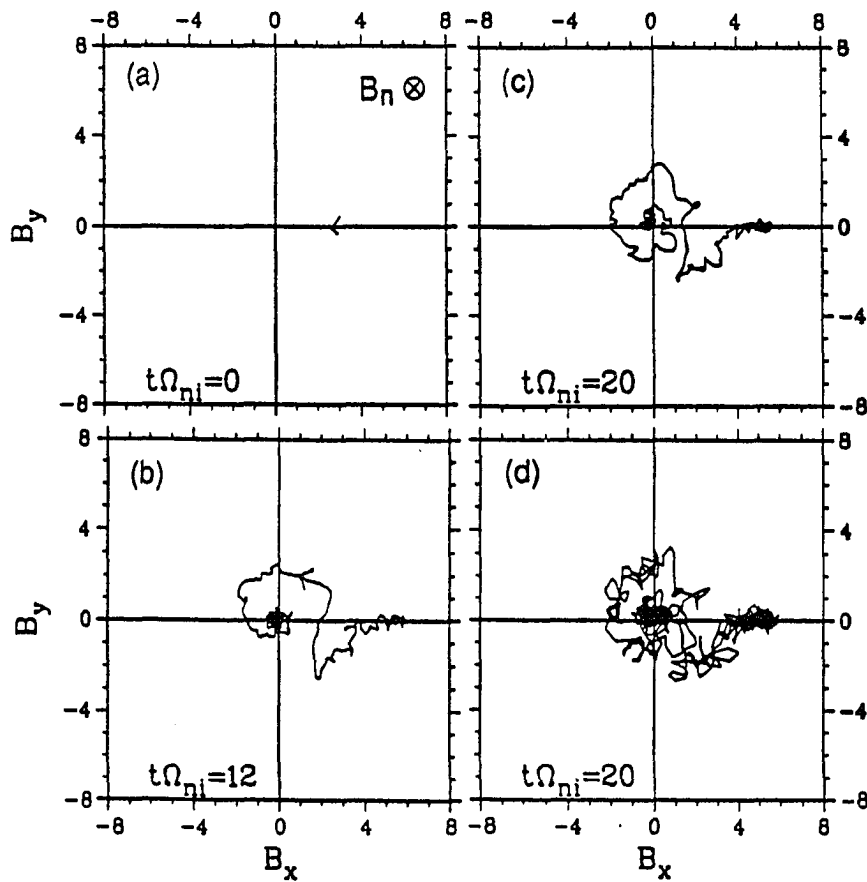 -8 -4 0 4 8 -8 -4 0 4 8
8 8
(a) (c)
Bn ⊗
4 4
By 0 0
-4 -4
tΩni=0 tΩni=20
-8 -8
8 8
(b) (d)
4 4
By 0 0
-4 -4
tΩni=12 tΩni=20
-8 -8
-8 -4 0 4 8 -8 -4 0 4 8
Bx Bx